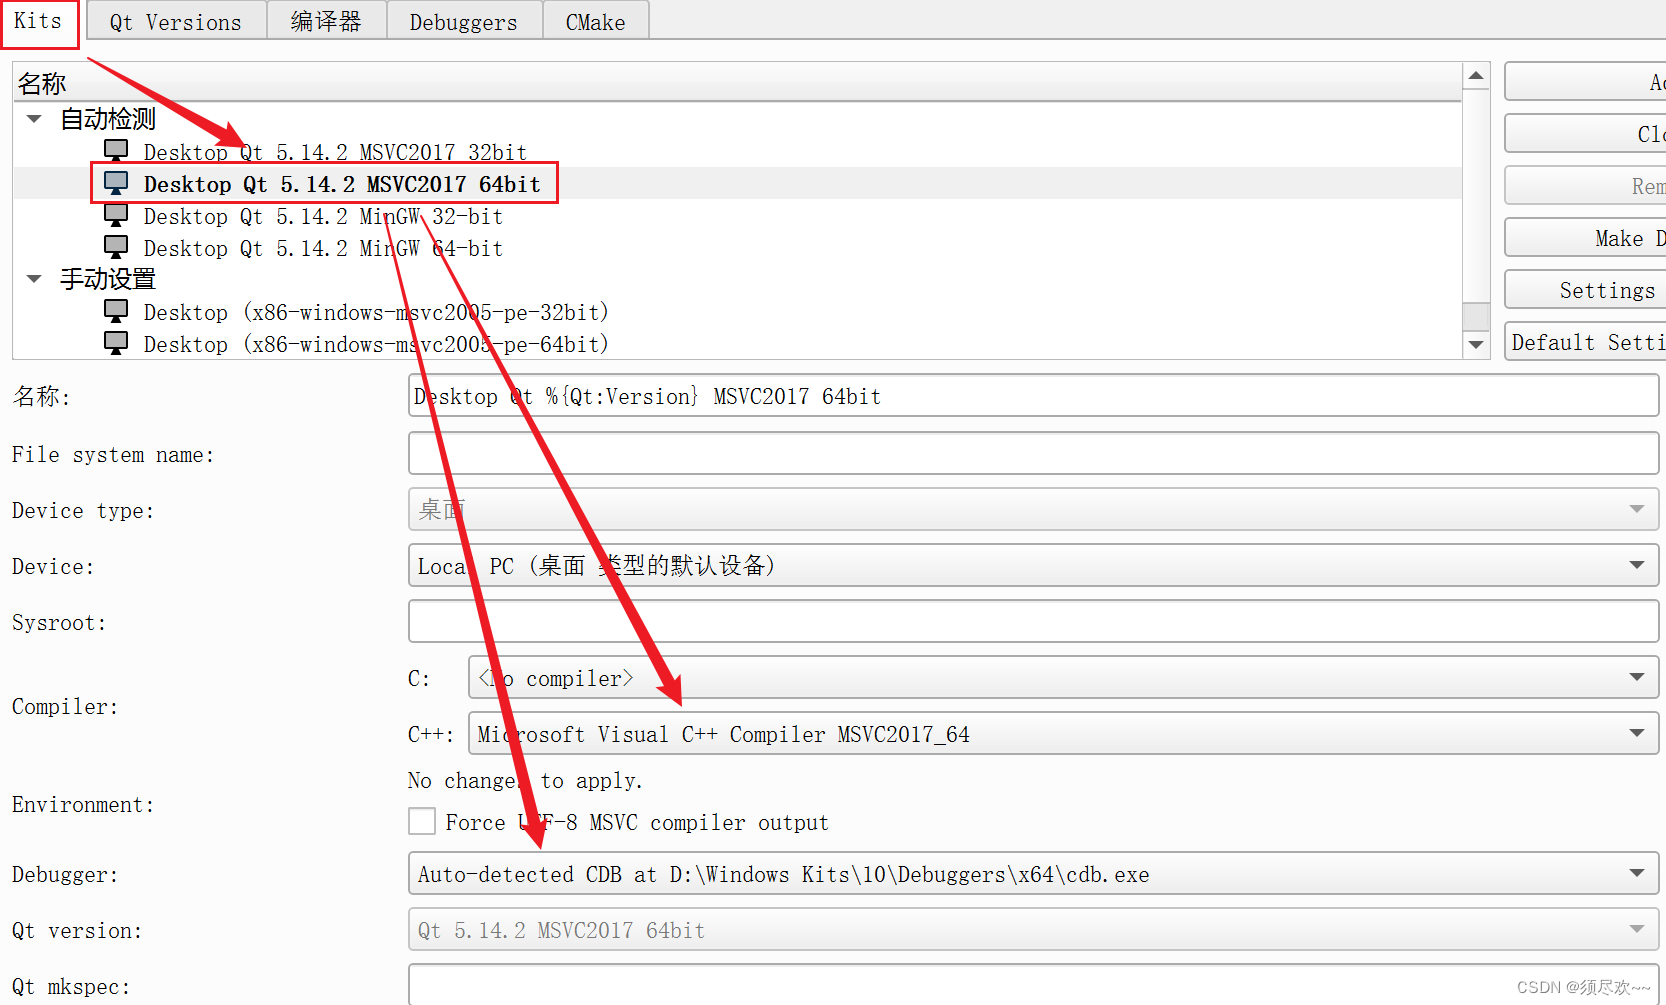 Kits
Qt Versions
编译器
Debuggers
CMake
名称
自动检测
Desktop Qt 5.14.2 MSVC2017 32bit
Desktop Qt 5.14.2 MSVC2017 64bit
Desktop Qt 5.14.2 MinGW 32-bit
Desktop Qt 5.14.2 MinGW 64-bit
手动设置
Desktop (x86-windows-msvc2005-pe-32bit)
Desktop (x86-windows-msvc2005-pe-64bit)
Ad
Clo
Rem
Make D
Settings
Default Setti
名称: Desktop Qt %{Qt:Version} MSVC2017 64bit
File system name:
Device type: 桌面
Device: Local PC (桌面 类型的默认设备)
Sysroot:
Compiler:
C: <No compiler>
C++: Microsoft Visual C++ Compiler MSVC2017_64
Environment:
No changes to apply.
Force UTF-8 MSVC compiler output
Debugger: Auto-detected CDB at D:\Windows Kits\10\Debuggers\x64\cdb.exe
Qt version: Qt 5.14.2 MSVC2017 64bit
Qt mkspec:
CSDN @须尽欢~~